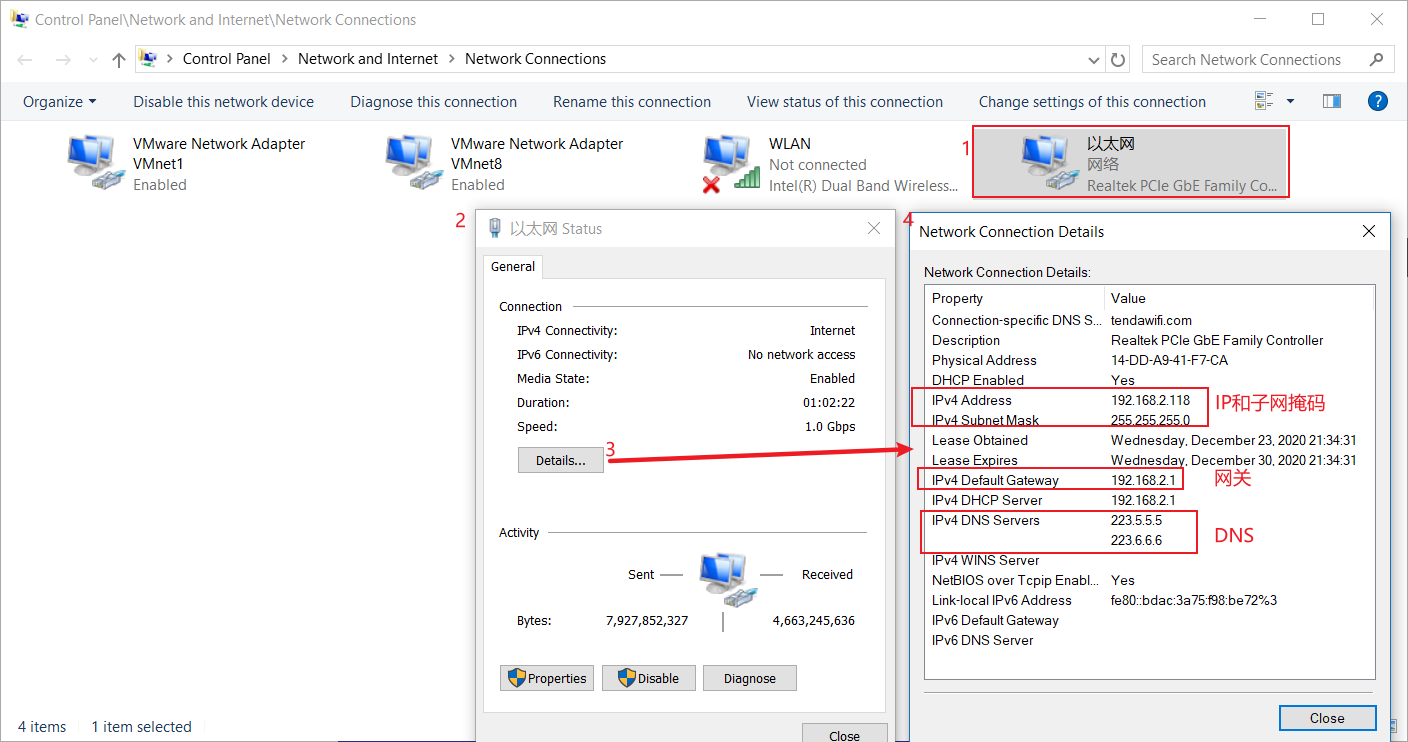 Control Panel\Network and Internet\Network Connections
Control Panel > Network and Internet > Network Connections
Search Network Connections
Organize
Disable this network device
Diagnose this connection
Rename this connection
View status of this connection
Change settings of this connection
?
VMware Network Adapter
VMnet1
Enabled
VMware Network Adapter
VMnet8
Enabled
WLAN
Not connected
Intel(R) Dual Band Wireless...
1
以太网
网络
Realtek PCIe GbE Family Co...
2
以太网 Status
General
Connection
IPv4 Connectivity: Internet
IPv6 Connectivity: No network access
Media State: Enabled
Duration: 01:02:22
Speed: 1.0 Gbps
Details...
3
Activity
Sent
Received
Bytes: 7,927,852,327 4,663,245,636
Properties
Disable
Diagnose
Close
4
Network Connection Details
Network Connection Details:
Property Value
Connection-specific DNS S... tendawifi.com
Description Realtek PCIe GbE Family Controller
Physical Address 14-DD-A9-41-F7-CA
DHCP Enabled Yes
IPv4 Address 192.168.2.118
IP和子网掩码
IPv4 Subnet Mask 255.255.255.0
Lease Obtained Wednesday, December 23, 2020 21:34:31
Lease Expires Wednesday, December 30, 2020 21:34:31
IPv4 Default Gateway 192.168.2.1
网关
IPv4 DHCP Server 192.168.2.1
IPv4 DNS Servers 223.5.5.5
223.6.6.6
DNS
IPv4 WINS Server
NetBIOS over Tcpip Enabl... Yes
Link-local IPv6 Address fe80::bdac:3a75:f98:be72%3
IPv6 Default Gateway
IPv6 DNS Server
Close
4 items
1 item selected